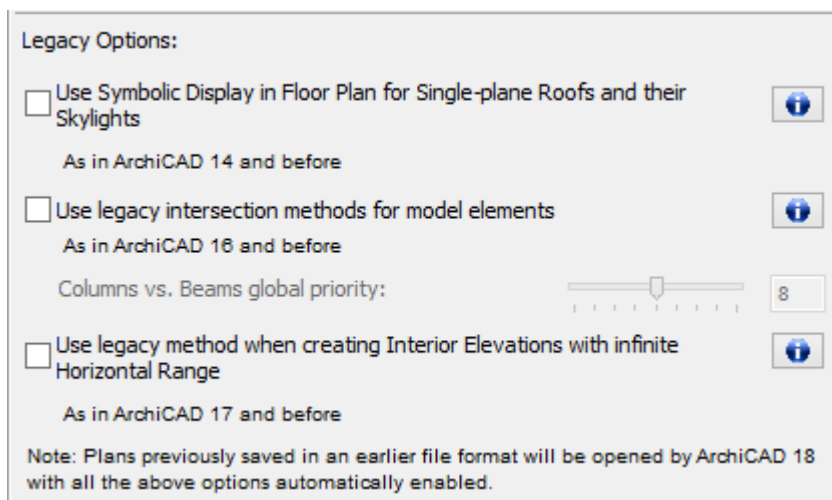 Legacy Options:
Use Symbolic Display in Floor Plan for Single-plane Roofs and their
Skylights
As in ArchiCAD 14 and before
Use legacy intersection methods for model elements
As in ArchiCAD 16 and before
Columns vs. Beams global priority:
8
Use legacy method when creating Interior Elevations with infinite
Horizontal Range
As in ArchiCAD 17 and before
Note: Plans previously saved in an earlier file format will be opened by ArchiCAD 18
with all the above options automatically enabled.